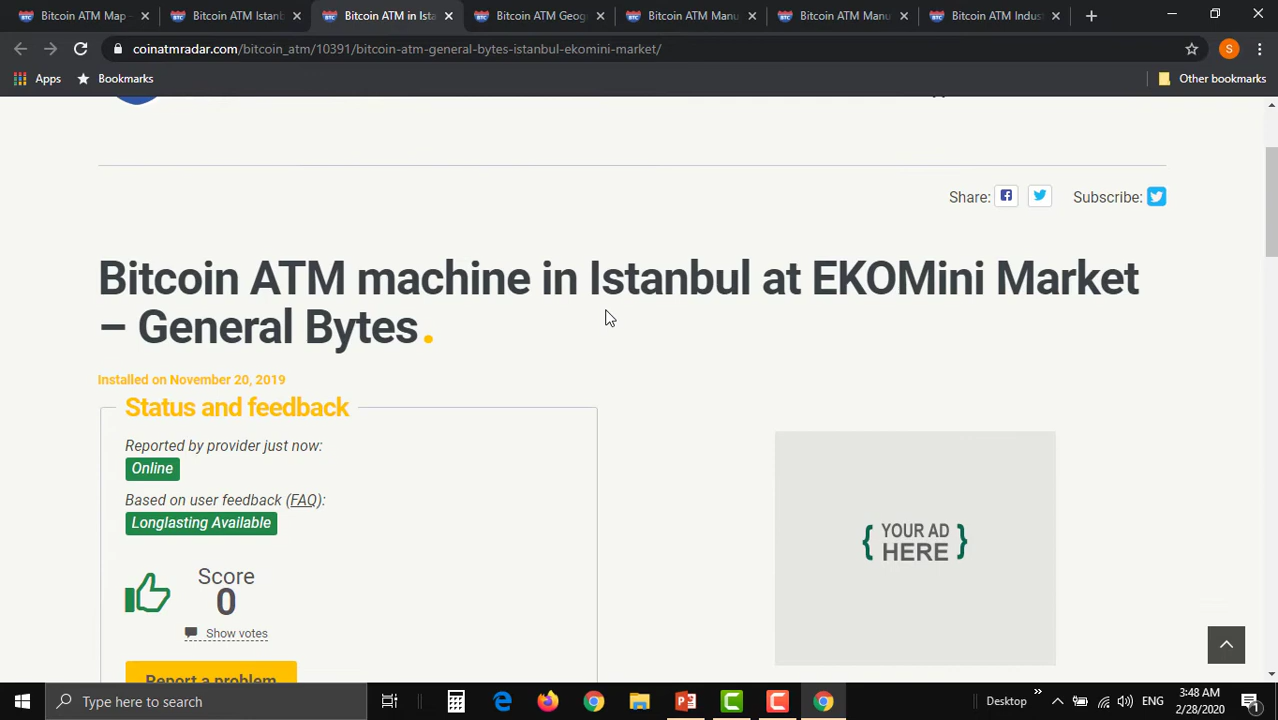 Bitcoin ATM Map –
Bitcoin ATM Istanb
Bitcoin ATM in Ista
Bitcoin ATM Geog
Bitcoin ATM Manu
Bitcoin ATM Manu
Bitcoin ATM Indus
coinatmradar.com/bitcoin_atm/10391/bitcoin-atm-general-bytes-istanbul-ekomini-market/
S
Apps
Bookmarks
Other bookmarks
Share:
Subscribe:
Bitcoin ATM machine in Istanbul at EKOMini Market
– General Bytes.
Installed on November 20, 2019
Status and feedback
Reported by provider just now:
Online
Based on user feedback (FAQ):
Longlasting Available
Score
0
Show votes
Report a problem
{ YOUR AD
HERE }
Type here to search
Desktop
ENG
3:48 AM
2/28/2020